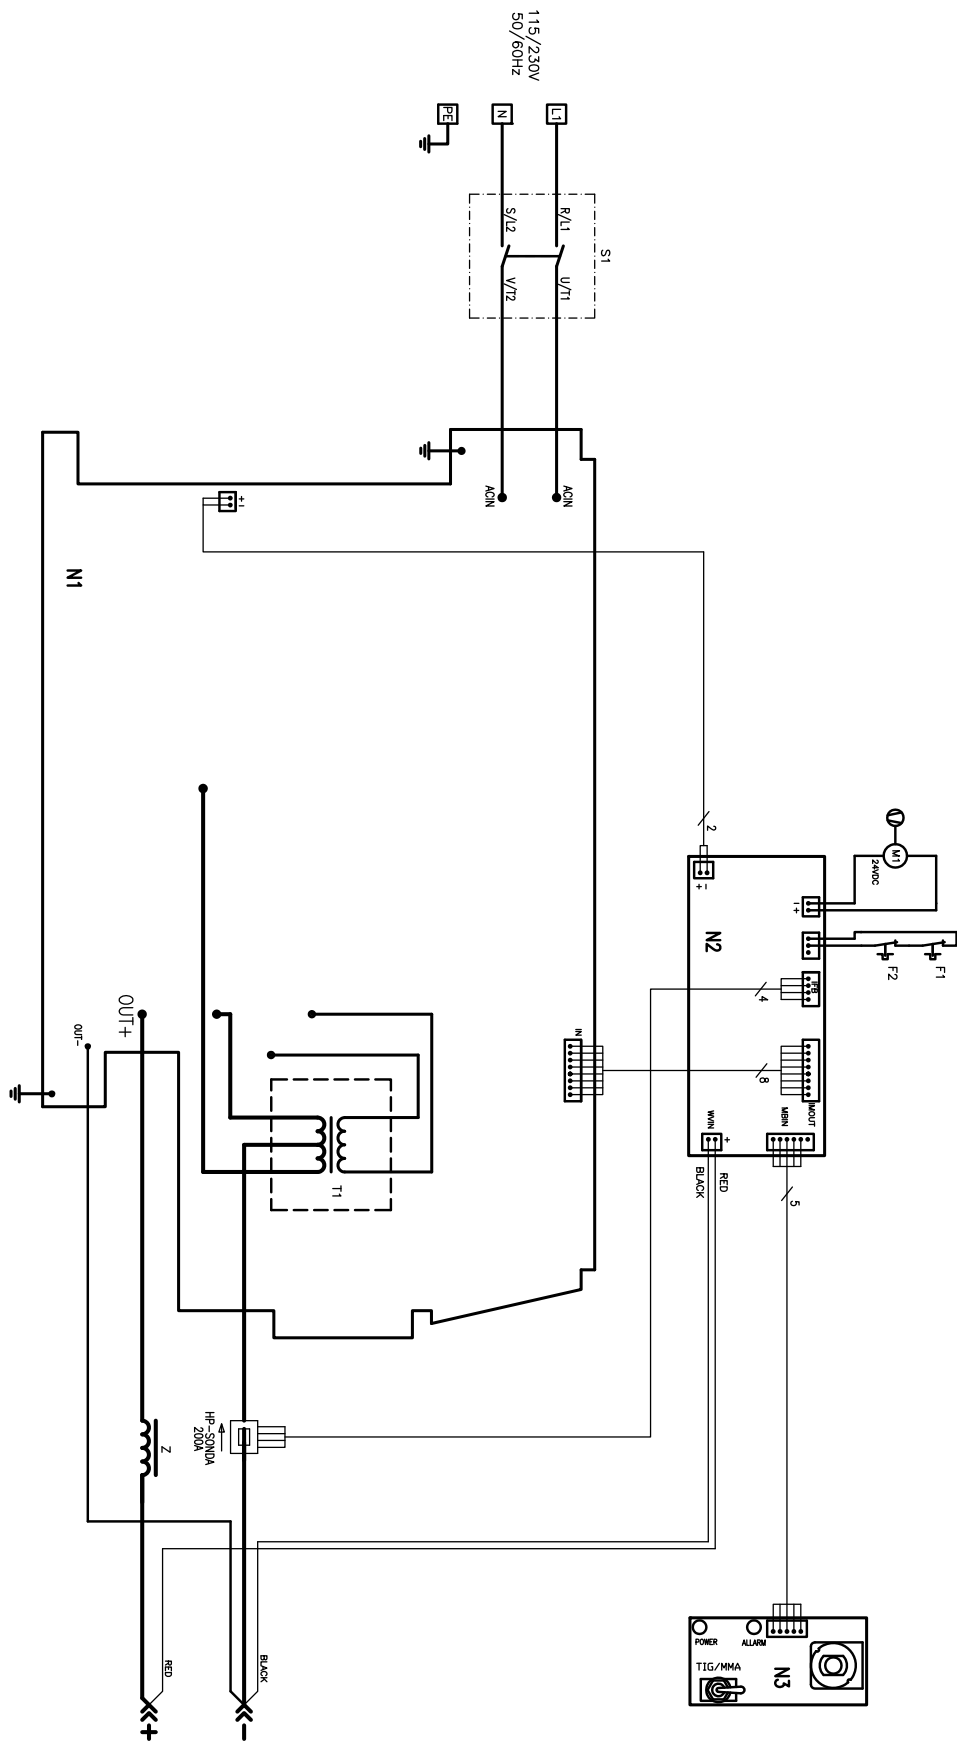 115/230V
50/60Hz
L1
N
PE
S1
R/L1
S/L2
U/T1
V/T2
ACIN
ACIN
+
-
N1
2
+ -
M1
24VDC
- +
N2
F1
F2
IFB
4
IN
8
IMOUT
MBIN
WVIN
+
RED
BLACK
5
OUT+
OUT-
T1
HP-SONDA
200A
Z
POWER
ALLARM
N3
TIG/MMA
RED
BLACK
+
-